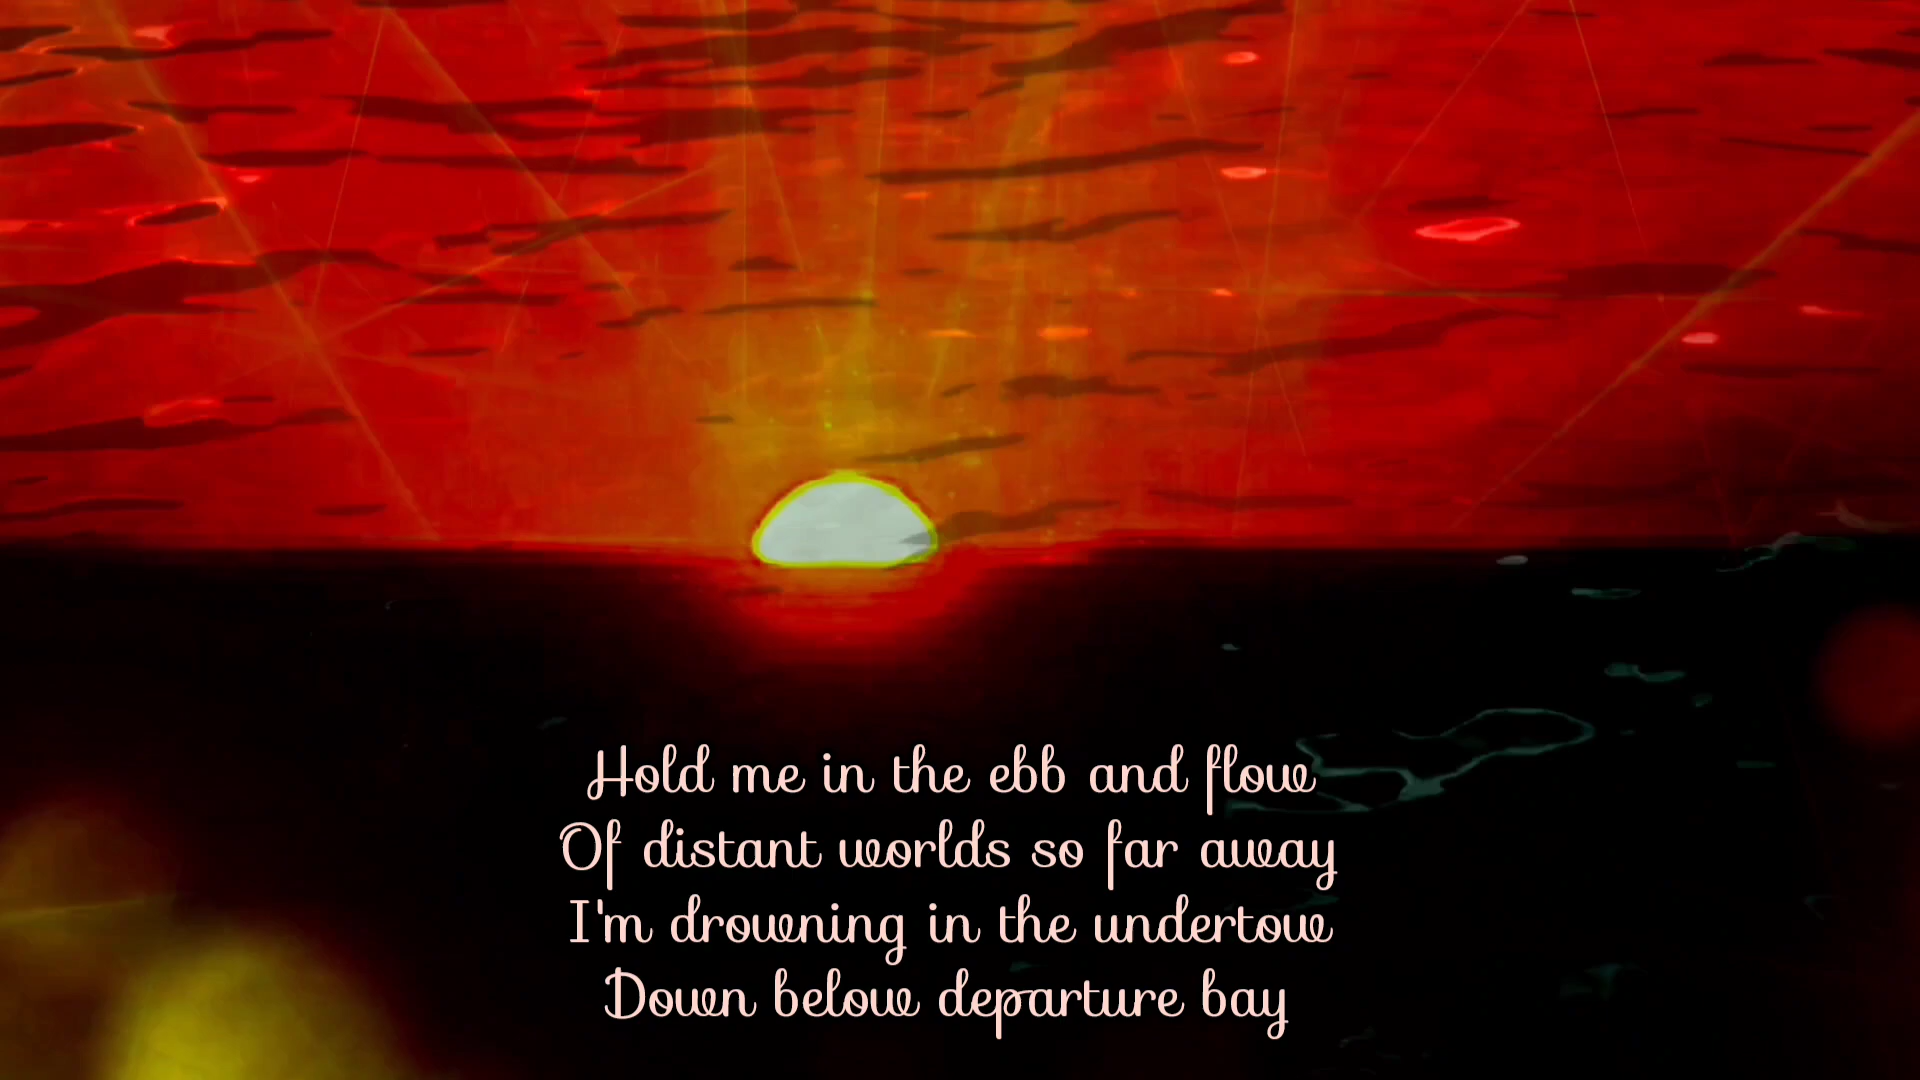 Hold me in the ebb and flow
Of distant worlds so far away
I'm drowning in the undertow
Down below departure bay